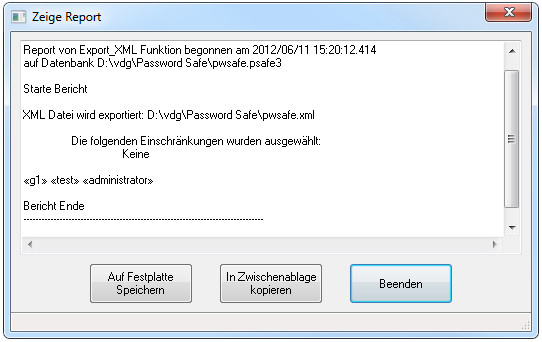 Zeige Report
Report von Export_XML Funktion begonnen am 2012/06/11 15:20:12.414
auf Datenbank D:\vdg\Password Safe\pwsafe.psafe3
Starte Bericht
XML Datei wird exportiert: D:\vdg\Password Safe\pwsafe.xml
Die folgenden Einschränkungen wurden ausgewählt:
Keine
«g1» «test» «administrator»
Bericht Ende
--------------------------------------------------------------------------------
Auf Festplatte
Speichern
In Zwischenablage
kopieren
Beenden